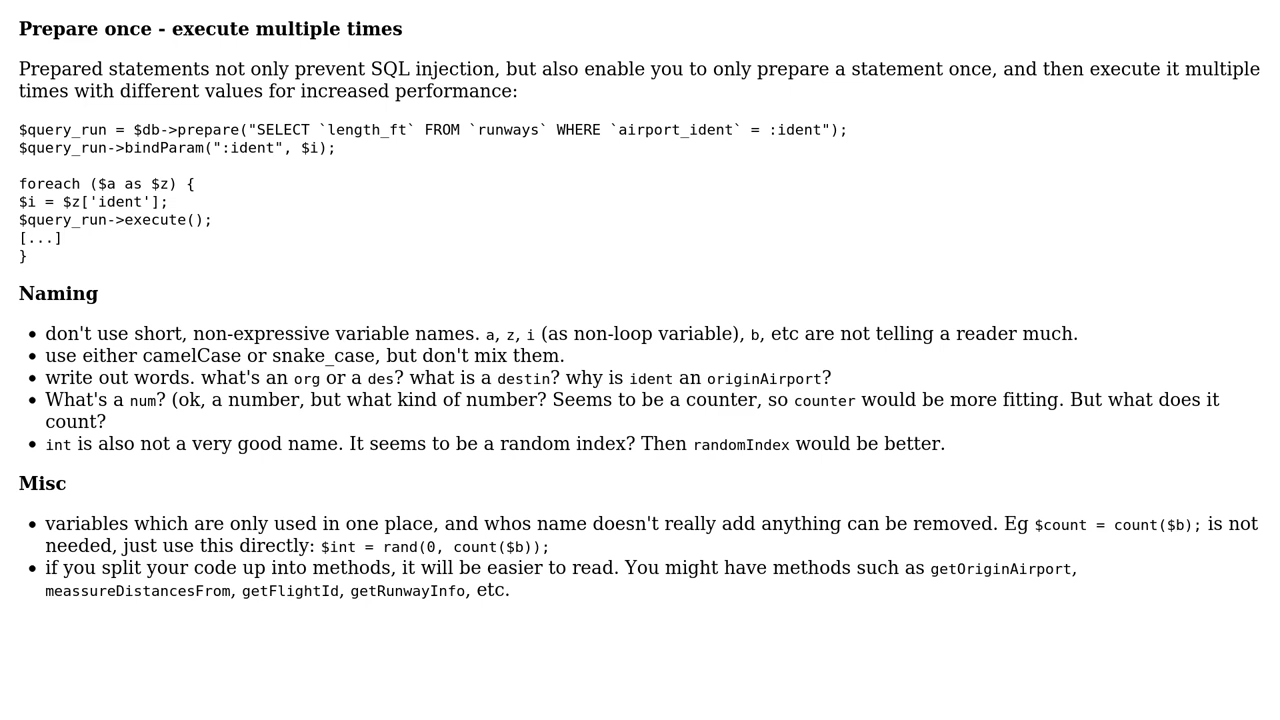 Prepare once - execute multiple times
Prepared statements not only prevent SQL injection, but also enable you to only prepare a statement once, and then execute it multiple
times with different values for increased performance:
$query_run = $db->prepare("SELECT `length_ft` FROM `runways` WHERE `airport_ident` = :ident");
$query_run->bindParam(":ident", $i);
foreach ($a as $z) {
$i = $z['ident'];
$query_run->execute();
[...]
}
Naming
• don't use short, non-expressive variable names. a, z, i (as non-loop variable), b, etc are not telling a reader much.
• use either camelCase or snake_case, but don't mix them.
• write out words. what's an org or a des? what is a destin? why is ident an originAirport?
• What's a num? (ok, a number, but what kind of number? Seems to be a counter, so counter would be more fitting. But what does it
count?
• int is also not a very good name. It seems to be a random index? Then randomIndex would be better.
Misc
• variables which are only used in one place, and whos name doesn't really add anything can be removed. Eg $count = count($b); is not
needed, just use this directly: $int = rand(0, count($b));
• if you split your code up into methods, it will be easier to read. You might have methods such as getOriginAirport,
meassureDistancesFrom, getFlightId, getRunwayInfo, etc.